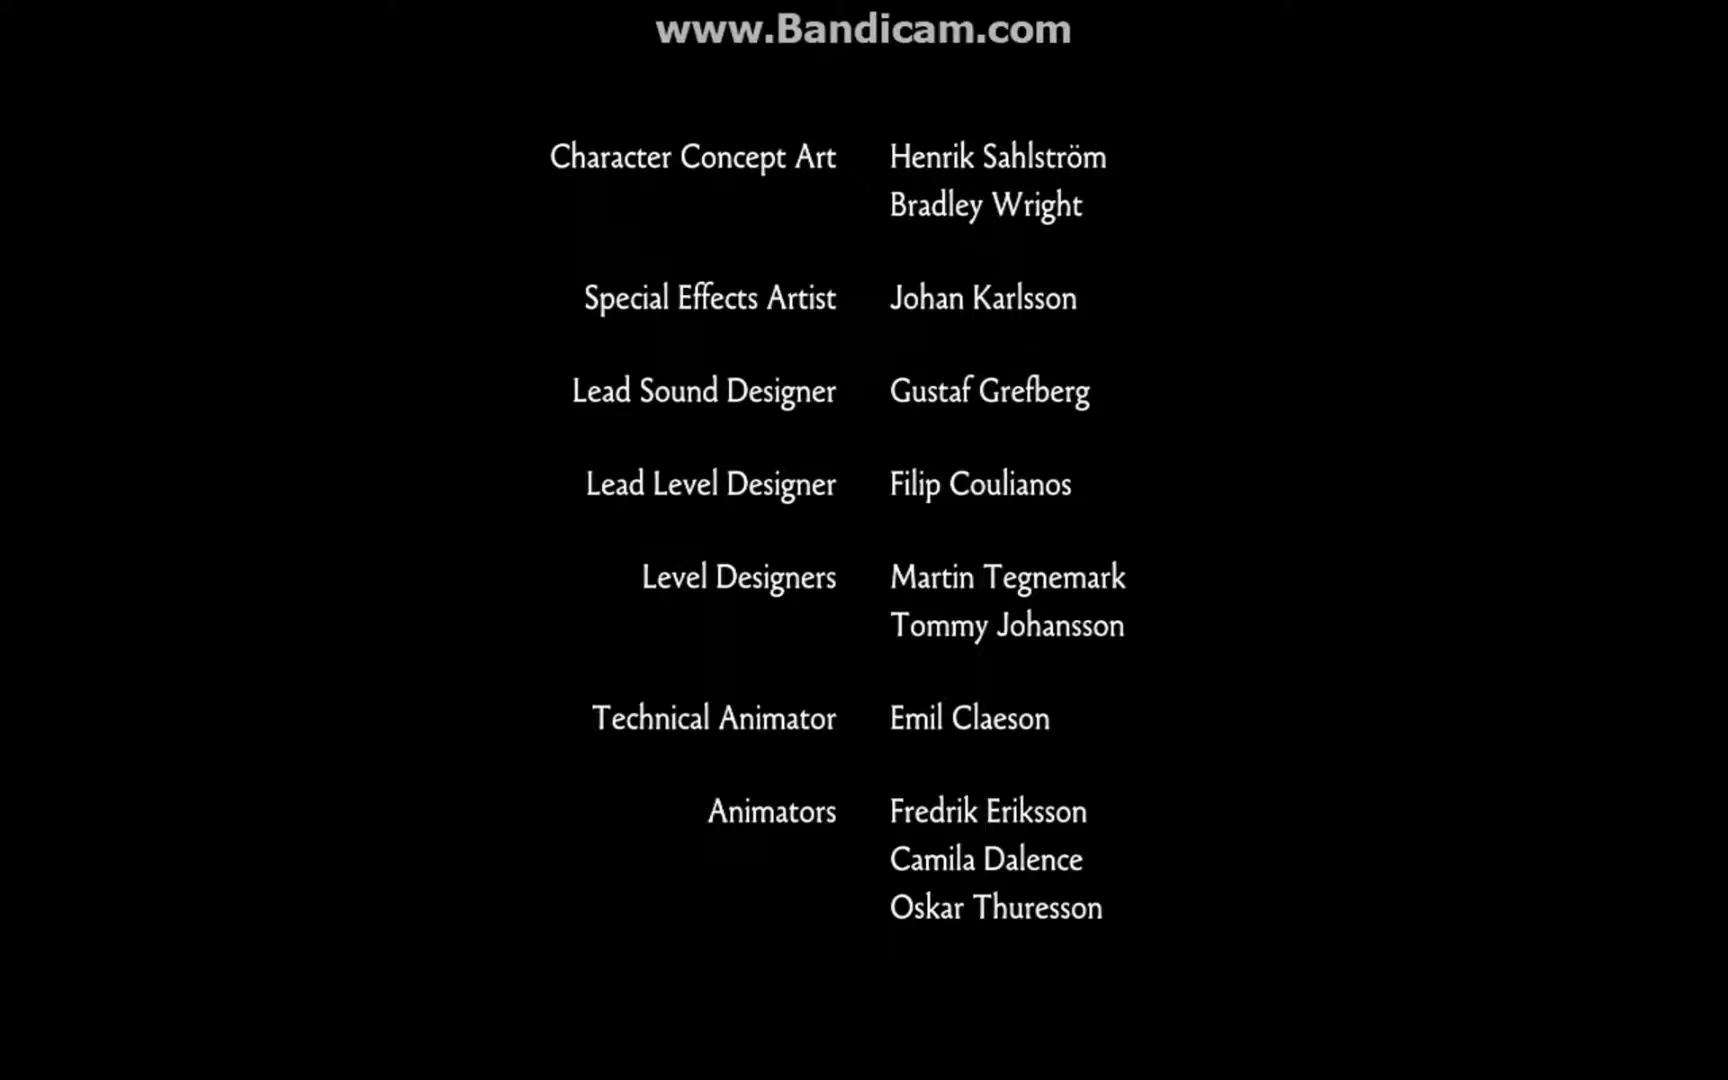 www.Bandicam.com
Character Concept Art Henrik Sahlström
Bradley Wright
Special Effects Artist Johan Karlsson
Lead Sound Designer Gustaf Grefberg
Lead Level Designer Filip Coulianos
Level Designers Martin Tegnemark
Tommy Johansson
Technical Animator Emil Claeson
Animators Fredrik Eriksson
Camila Dalence
Oskar Thuresson